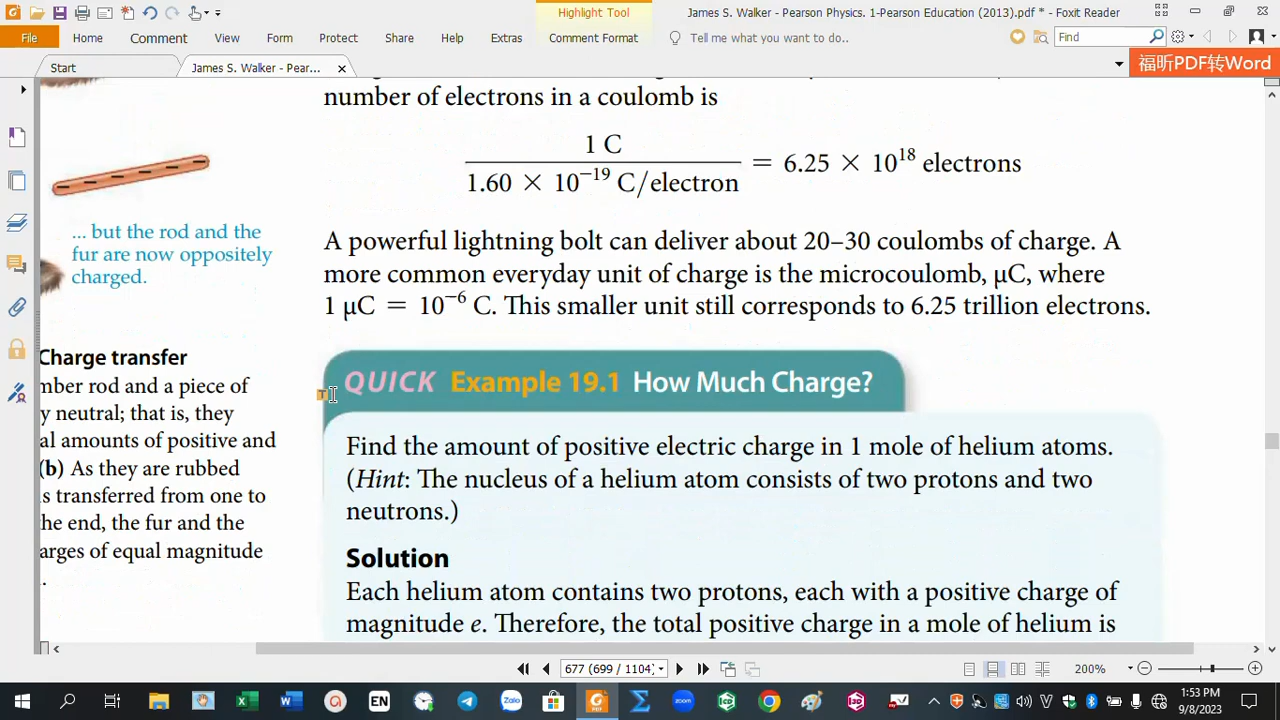 Highlight Tool
James S. Walker - Pearson Physics. 1-Pearson Education (2013).pdf * - Foxit Reader
File
Home
Comment
View
Form
Protect
Share
Help
Extras
Comment Format
Tell me what you want to do..
Find
Start
James S. Walker - Pear...
福昕PDF转Word
number of electrons in a coulomb is
1 C
1.60 × 10⁻¹⁹ C/electron
= 6.25 × 10¹⁸ electrons
... but the rod and the
fur are now oppositely
charged.
A powerful lightning bolt can deliver about 20–30 coulombs of charge. A
more common everyday unit of charge is the microcoulomb, μC, where
1 μC = 10⁻⁶ C. This smaller unit still corresponds to 6.25 trillion electrons.
Charge transfer
mber rod and a piece of
y neutral; that is, they
al amounts of positive and
(b) As they are rubbed
s transferred from one to
he end, the fur and the
arges of equal magnitude
QUICK Example 19.1 How Much Charge?
Find the amount of positive electric charge in 1 mole of helium atoms.
(Hint: The nucleus of a helium atom consists of two protons and two
neutrons.)
Solution
Each helium atom contains two protons, each with a positive charge of
magnitude e. Therefore, the total positive charge in a mole of helium is
677 (699 / 1104)
200%
EN
Zalo
zoom
1:53 PM
9/8/2023